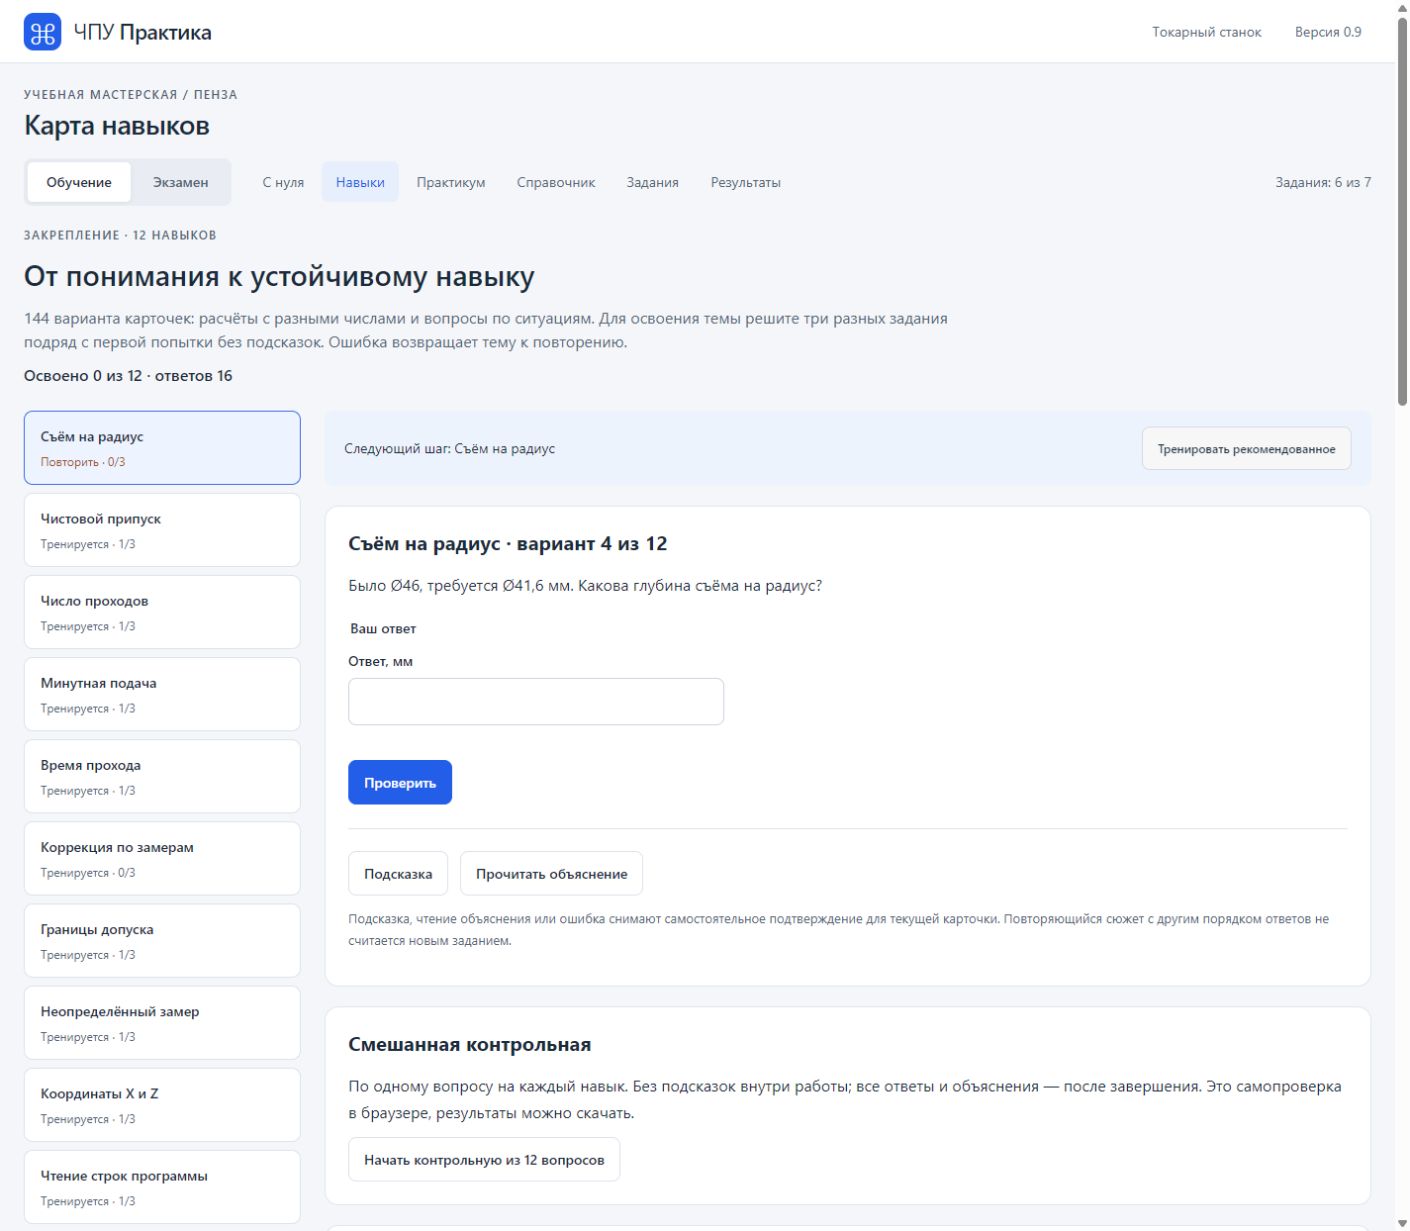 ЧПУ Практика
Токарный станок
Версия 0.9
УЧЕБНАЯ МАСТЕРСКАЯ / ПЕНЗА
Карта навыков
Обучение
Экзамен
С нуля
Навыки
Практикум
Справочник
Задания
Результаты
Задания: 6 из 7
ЗАКРЕПЛЕНИЕ · 12 НАВЫКОВ
От понимания к устойчивому навыку
144 варианта карточек: расчёты с разными числами и вопросы по ситуациям. Для освоения темы решите три разных задания
подряд с первой попытки без подсказок. Ошибка возвращает тему к повторению.
Освоено 0 из 12 · ответов 16
Съём на радиус
Повторить · 0/3
Чистовой припуск
Тренируется · 1/3
Число проходов
Тренируется · 1/3
Минутная подача
Тренируется · 1/3
Время прохода
Тренируется · 1/3
Коррекция по замерам
Тренируется · 0/3
Границы допуска
Тренируется · 1/3
Неопределённый замер
Тренируется · 1/3
Координаты X и Z
Тренируется · 1/3
Чтение строк программы
Тренируется · 1/3
Следующий шаг: Съём на радиус
Тренировать рекомендованное
Съём на радиус · вариант 4 из 12
Было Ø46, требуется Ø41,6 мм. Какова глубина съёма на радиус?
Ваш ответ
Ответ, мм
Проверить
Подсказка
Прочитать объяснение
Подсказка, чтение объяснения или ошибка снимают самостоятельное подтверждение для текущей карточки. Повторяющийся сюжет с другим порядком ответов не
считается новым заданием.
Смешанная контрольная
По одному вопросу на каждый навык. Без подсказок внутри работы; все ответы и объяснения — после завершения. Это самопроверка
в браузере, результаты можно скачать.
Начать контрольную из 12 вопросов